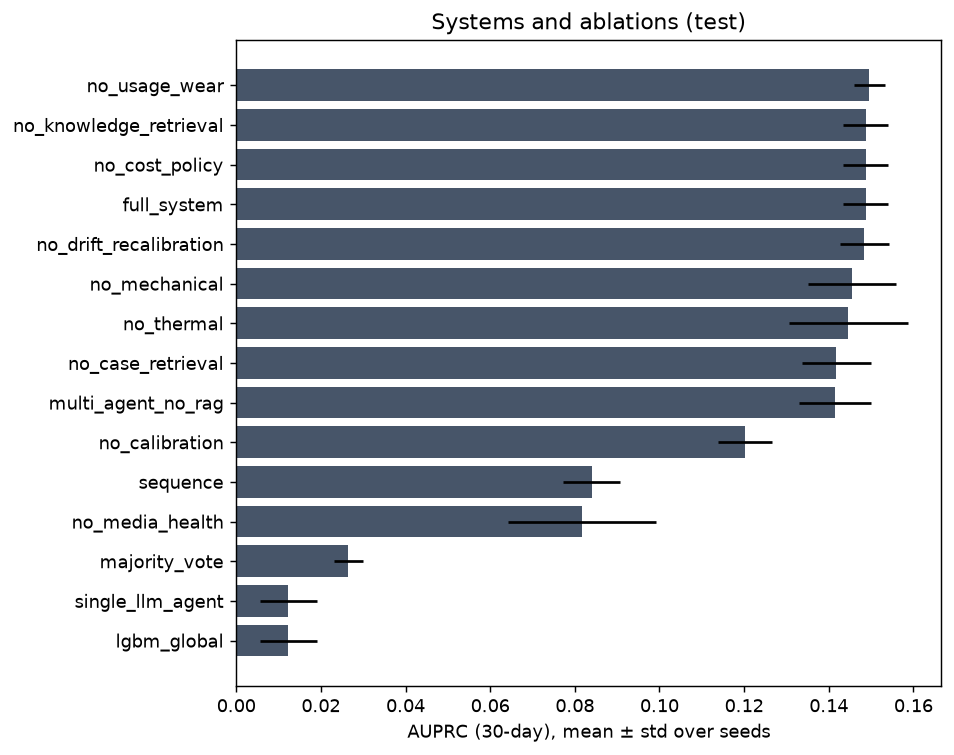 Systems and ablations (test)
no_usage_wear
no_knowledge_retrieval
no_cost_policy
full_system
no_drift_recalibration
no_mechanical
no_thermal
no_case_retrieval
multi_agent_no_rag
no_calibration
sequence
no_media_health
majority_vote
single_llm_agent
lgbm_global
0.00 0.02 0.04 0.06 0.08 0.10 0.12 0.14 0.16
AUPRC (30-day), mean ± std over seeds